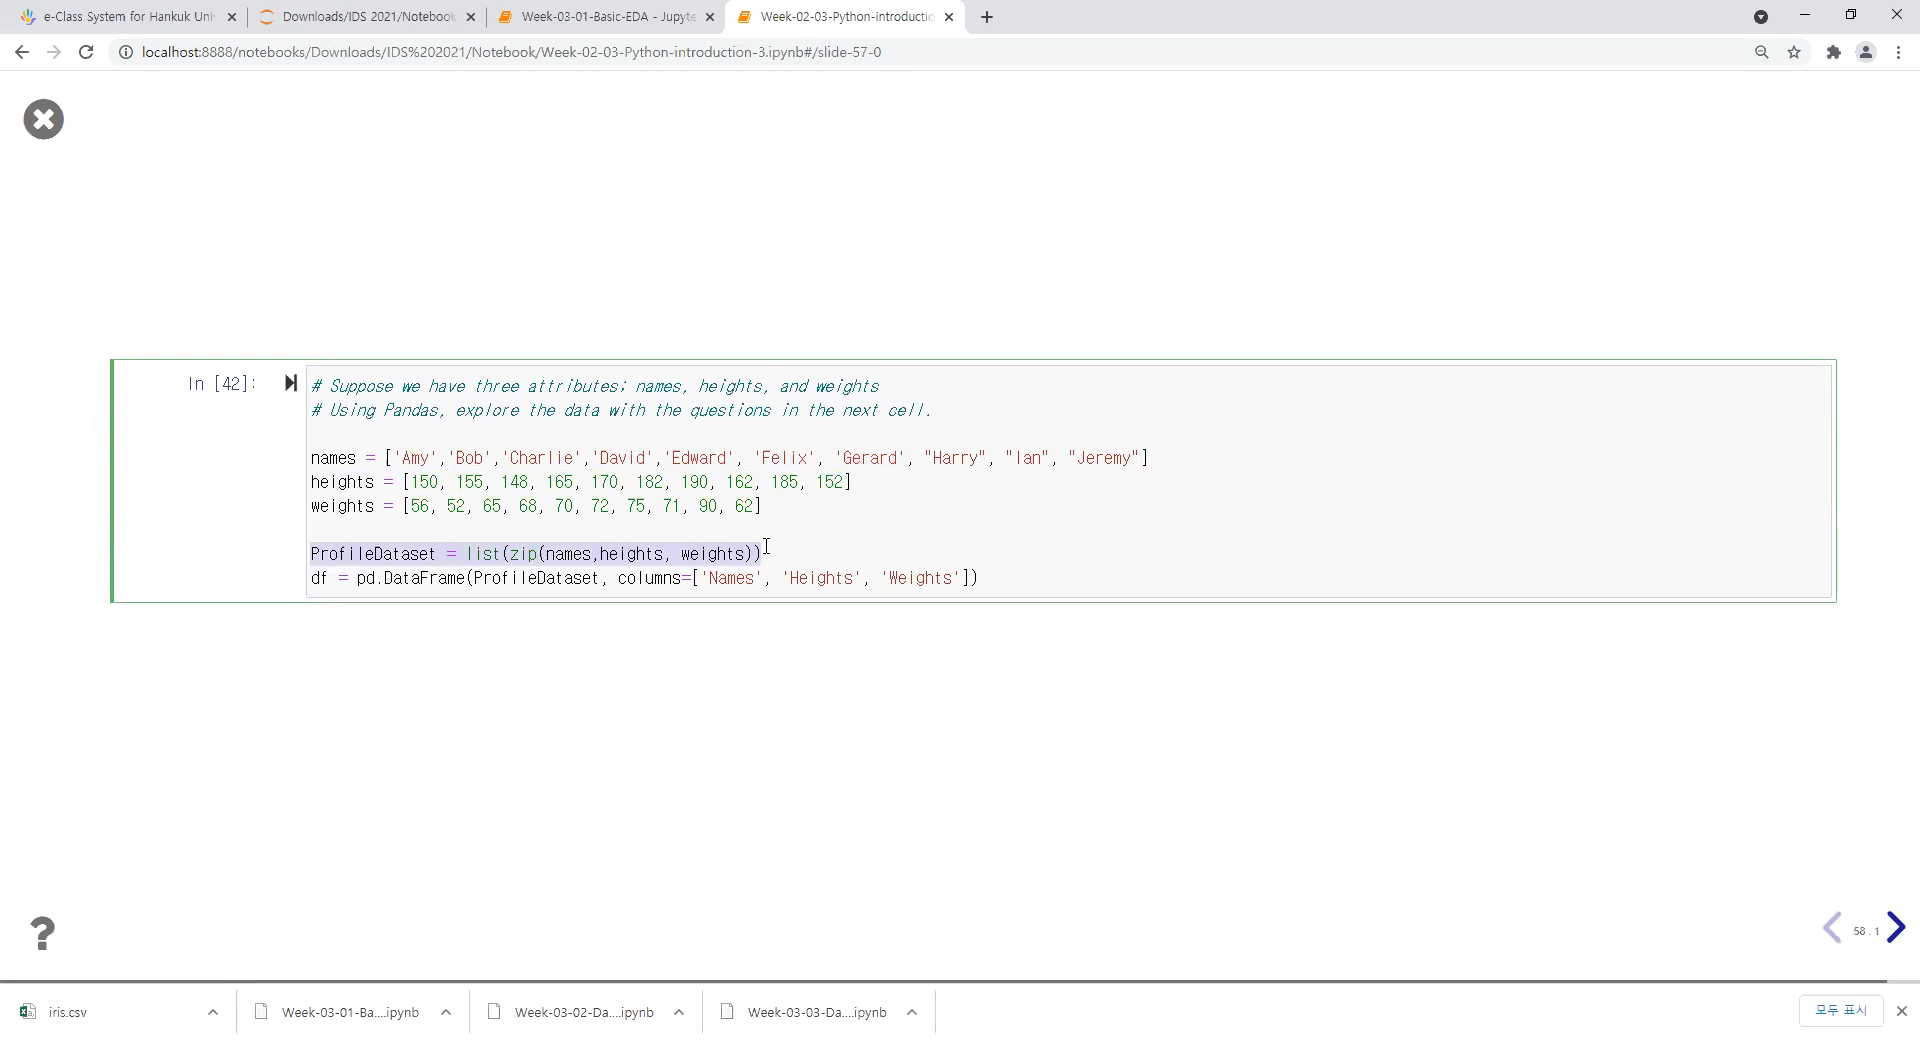 e-Class System for Hankuk Uni
Downloads/IDS 2021/Notebook
Week-03-01-Basic-EDA - Jupyte
Week-02-03-Python-introductio
localhost:8888/notebooks/Downloads/IDS%202021/Notebook/Week-02-03-Python-introduction-3.ipynb#/slide-57-0
In [42]:
# Suppose we have three attributes; names, heights, and weights
# Using Pandas, explore the data with the questions in the next cell.
names = ['Amy','Bob','Charlie','David','Edward', 'Felix', 'Gerard', "Harry", "Ian", "Jeremy"]
heights = [150, 155, 148, 165, 170, 182, 190, 162, 185, 152]
weights = [56, 52, 65, 68, 70, 72, 75, 71, 90, 62]
ProfileDataset = list(zip(names,heights, weights))
df = pd.DataFrame(ProfileDataset, columns=['Names', 'Heights', 'Weights'])
?
58 . 1
iris.csv
Week-03-01-Ba....ipynb
Week-03-02-Da....ipynb
Week-03-03-Da....ipynb
모두 표시